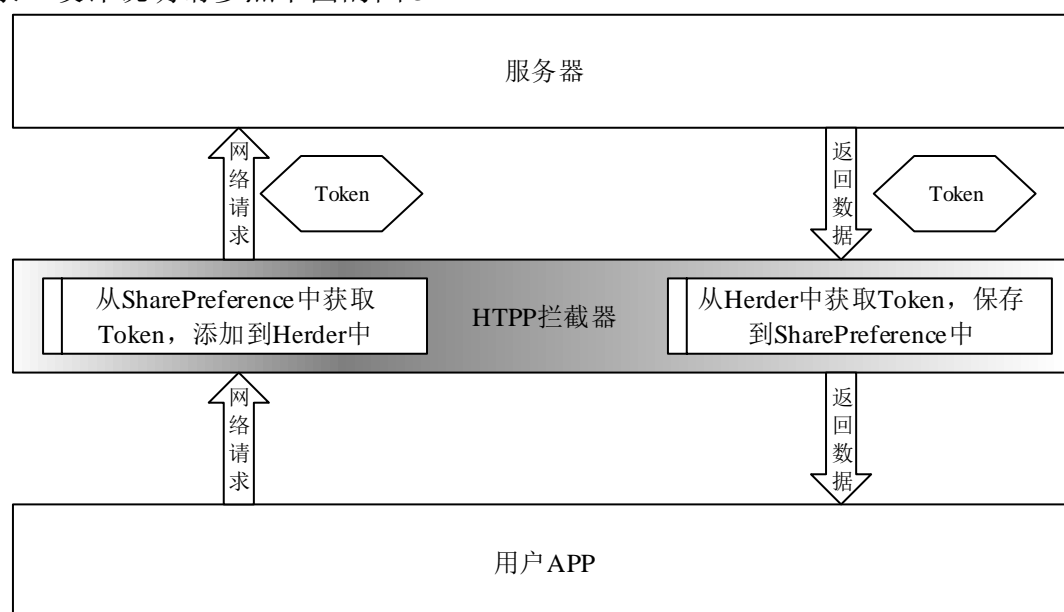 服务器
网络请求
Token
返回数据
Token
从SharePreference中获取
Token，添加到Herder中
HTPP拦截器
从Herder中获取Token，保存
到SharePreference中
网络请求
返回数据
用户APP